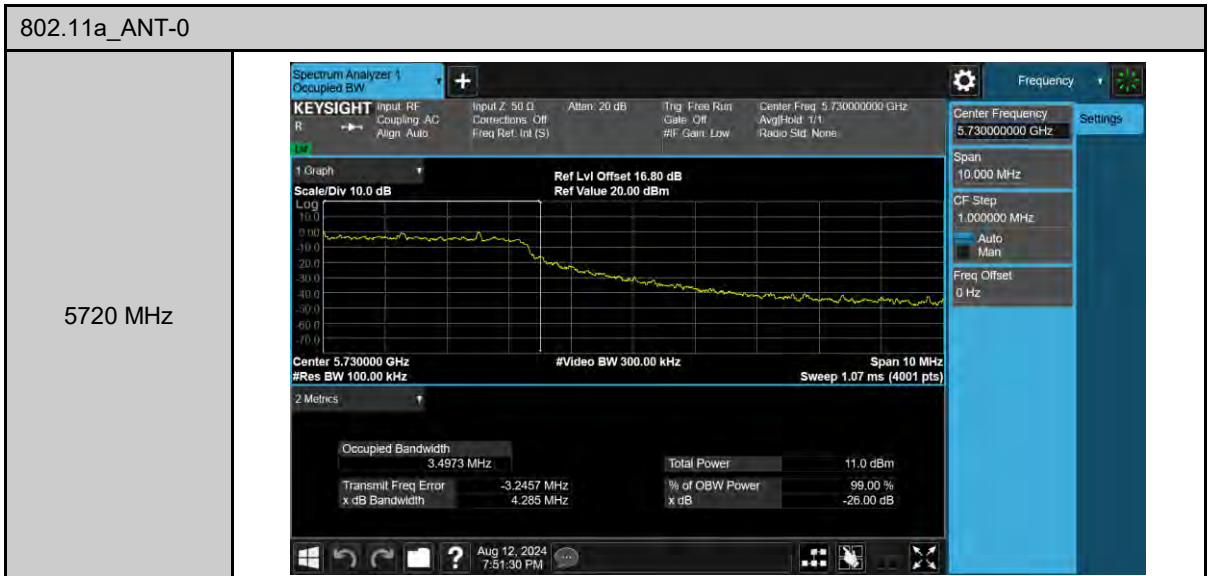 802.11a_ANT-0
5720 MHz
Spectrum Analyzer 1
Occupied BW
KEYSIGHT
R
Input: RF
Coupling: AC
Align: Auto
Input Z: 50 Ω
Corrections: Off
Freq Ref: Int (S)
Atten: 20 dB
Trig: Free Run
Gate: Off
#IF Gain: Low
Center Freq: 5.730000000 GHz
Avg|Hold: 1/1
Radio Std: None
1 Graph
Scale/Div 10.0 dB
Ref Lvl Offset 16.80 dB
Ref Value 20.00 dBm
Log
10.0
0.00
-10.0
-20.0
-30.0
-40.0
-50.0
-60.0
-70.0
Center 5.730000 GHz
#Res BW 100.00 kHz
#Video BW 300.00 kHz
Span 10 MHz
Sweep 1.07 ms (4001 pts)
2 Metrics
Occupied Bandwidth
3.4973 MHz
Transmit Freq Error -3.2457 MHz
x dB Bandwidth 4.285 MHz
Total Power 11.0 dBm
% of OBW Power 99.00 %
x dB -26.00 dB
Aug 12, 2024
7:51:30 PM
Frequency
Settings
Center Frequency
5.730000000 GHz
Span
10.000 MHz
CF Step
1.000000 MHz
Auto
Man
Freq Offset
0 Hz